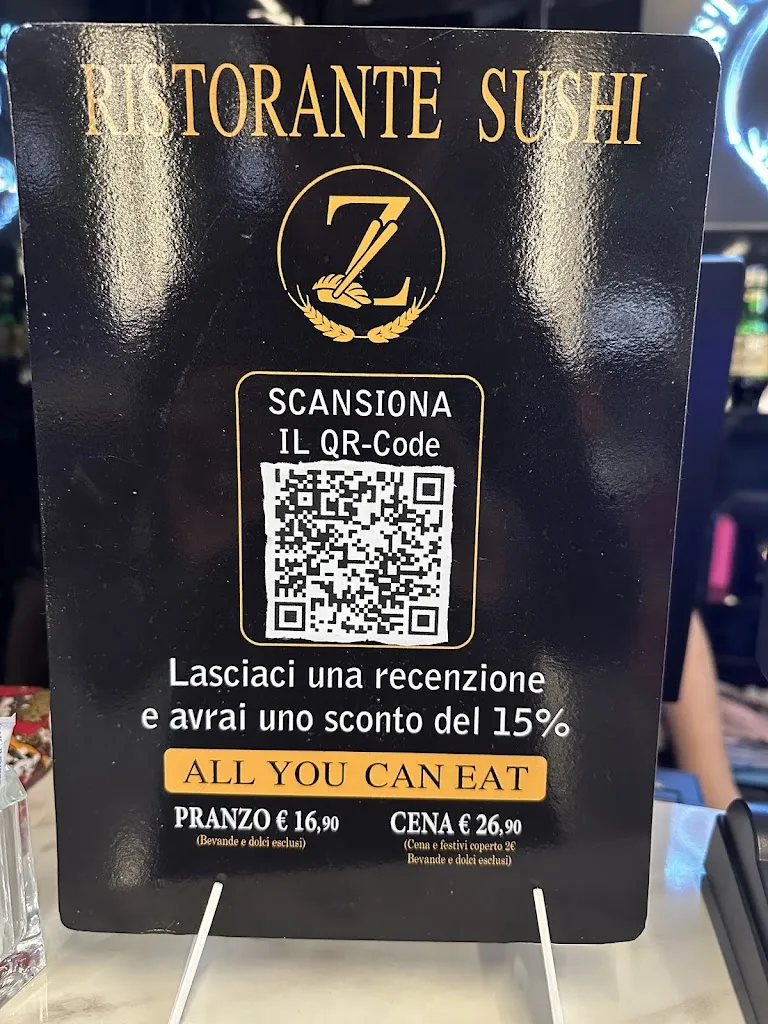 RISTORANTE SUSHI
Z
SCANSIONA
IL QR-Code
Lasciaci una recenzione
e avrai uno sconto del 15%
ALL YOU CAN EAT
PRANZO € 16,90
(Bevande e dolci esclusi)
CENA € 26,90
(Cena e festivi coperto 2€
Bevande e dolci esclusi)